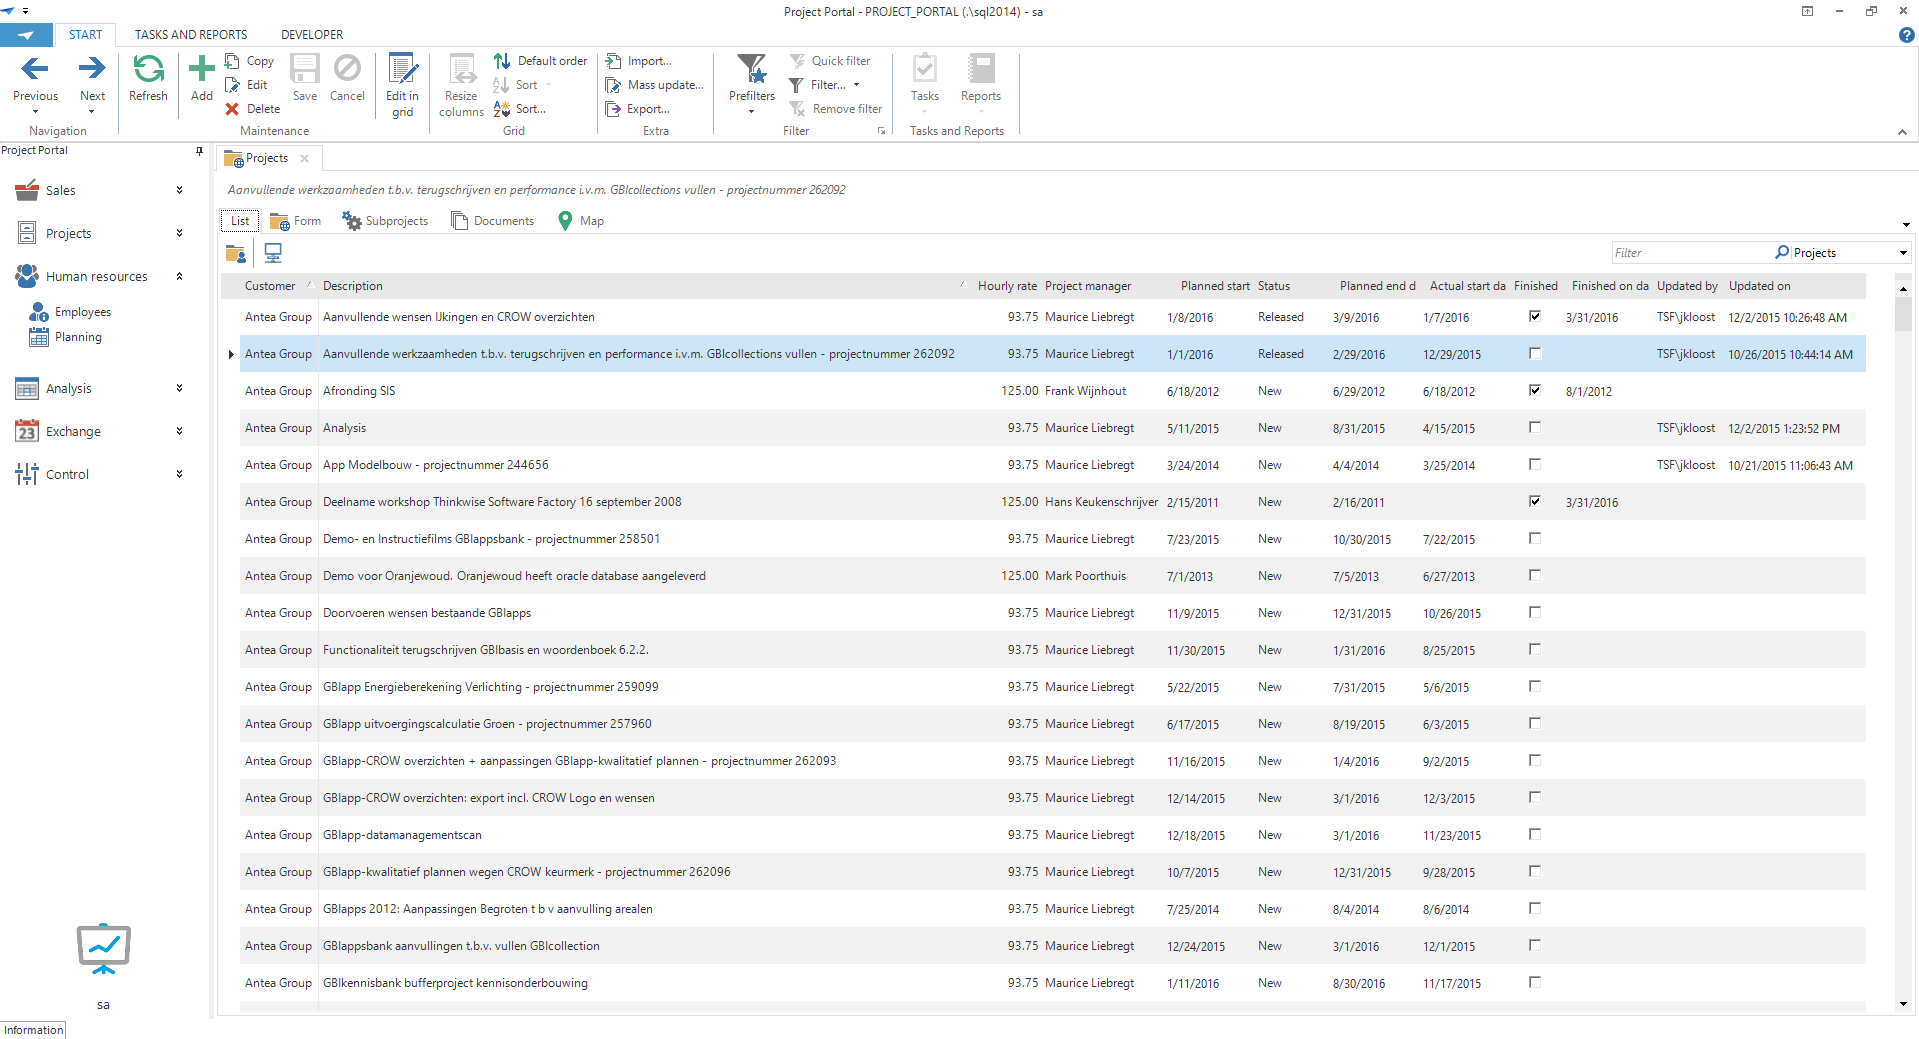 Project Portal - PROJECT_PORTAL (.\sql2014) - sa
START TASKS AND REPORTS DEVELOPER
Previous Next Refresh Add Copy Edit Delete Save Cancel Edit in grid Resize columns Default order Sort Sort... Import... Mass update... Export... Prefilters Quick filter Filter... Remove filter Tasks Reports
Navigation Maintenance Grid Extra Filter Tasks and Reports
Project Portal
Sales
Projects
Human resources
Employees
Planning
Analysis
23 Exchange
Control
sa
Information
Projects
Aanvullende werkzaamheden t.b.v. terugschrijven en performance i.v.m. GBIcollections vullen - projectnummer 262092
List Form Subprojects Documents Map
Filter Projects
Customer Description Hourly rate Project manager Planned start Status Planned end d Actual start da Finished Finished on da Updated by Updated on
Antea Group Aanvullende wensen IJkingen en CROW overzichten 93.75 Maurice Liebregt 1/8/2016 Released 3/9/2016 1/7/2016 3/31/2016 TSF\jkloost 12/2/2015 10:26:48 AM
Antea Group Aanvullende werkzaamheden t.b.v. terugschrijven en performance i.v.m. GBIcollections vullen - projectnummer 262092 93.75 Maurice Liebregt 1/1/2016 Released 2/29/2016 12/29/2015 TSF\jkloost 10/26/2015 10:44:14 AM
Antea Group Afronding SIS 125.00 Frank Wijnhout 6/18/2012 New 6/29/2012 6/18/2012 8/1/2012
Antea Group Analysis 93.75 Maurice Liebregt 5/11/2015 New 8/31/2015 4/15/2015 TSF\jkloost 12/2/2015 1:23:52 PM
Antea Group App Modelbouw - projectnummer 244656 93.75 Maurice Liebregt 3/24/2014 New 4/4/2014 3/25/2014 TSF\jkloost 10/21/2015 11:06:43 AM
Antea Group Deelname workshop Thinkwise Software Factory 16 september 2008 125.00 Hans Keukenschrijver 2/15/2011 New 2/16/2011 3/31/2016
Antea Group Demo- en Instructiefilms GBIappsbank - projectnummer 258501 93.75 Maurice Liebregt 7/23/2015 New 10/30/2015 7/22/2015
Antea Group Demo voor Oranjewoud. Oranjewoud heeft oracle database aangeleverd 125.00 Mark Poorthuis 7/1/2013 New 7/5/2013 6/27/2013
Antea Group Doorvoeren wensen bestaande GBIapps 93.75 Maurice Liebregt 11/9/2015 New 12/31/2015 10/26/2015
Antea Group Functionaliteit terugschrijven GBIbasis en woordenboek 6.2.2. 93.75 Maurice Liebregt 11/30/2015 New 1/31/2016 8/25/2015
Antea Group GBIapp Energieberekening Verlichting - projectnummer 259099 93.75 Maurice Liebregt 5/22/2015 New 7/31/2015 5/6/2015
Antea Group GBIapp uitvoergingscalculatie Groen - projectnummer 257960 93.75 Maurice Liebregt 6/17/2015 New 8/19/2015 6/3/2015
Antea Group GBIapp-CROW overzichten + aanpassingen GBIapp-kwalitatief plannen - projectnummer 262093 93.75 Maurice Liebregt 11/16/2015 New 1/4/2016 9/2/2015
Antea Group GBIapp-CROW overzichten: export incl. CROW Logo en wensen 93.75 Maurice Liebregt 12/14/2015 New 3/1/2016 12/3/2015
Antea Group GBIapp-datamanagementscan 93.75 Maurice Liebregt 12/18/2015 New 3/1/2016 11/23/2015
Antea Group GBIapp-kwalitatief plannen wegen CROW keurmerk - projectnummer 262096 93.75 Maurice Liebregt 10/7/2015 New 12/31/2015 9/28/2015
Antea Group GBIapps 2012: Aanpassingen Begroten t b v aanvulling arealen 93.75 Maurice Liebregt 7/25/2014 New 8/4/2014 8/6/2014
Antea Group GBIappsbank aanvullingen t.b.v. vullen GBIcollection 93.75 Maurice Liebregt 12/24/2015 New 3/1/2016 12/1/2015
Antea Group GBIkennisbank bufferproject kennisonderbouwing 93.75 Maurice Liebregt 1/11/2016 New 8/30/2016 11/17/2015